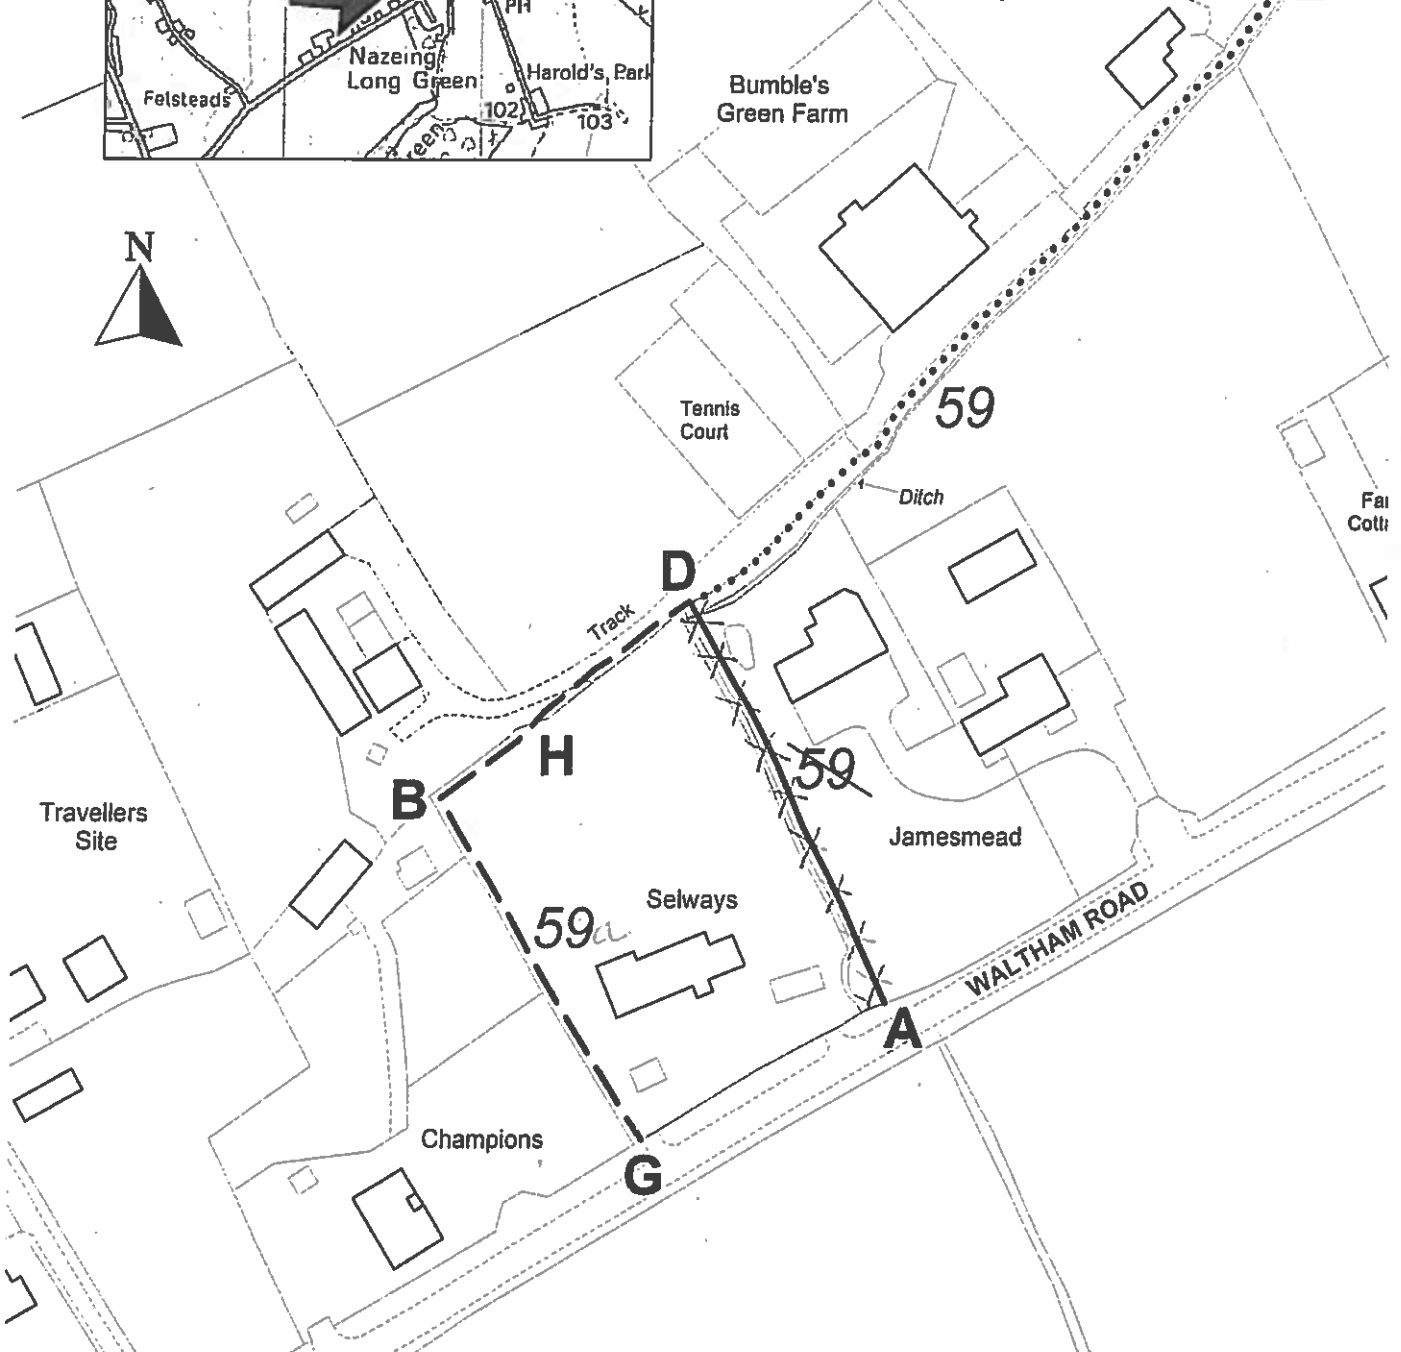 PH
Nazeing
Long Green
Harold's Park
Felsteads
102
103
Bumble's
Green Farm
N
59
Tennis
Court
Ditch
D
Track
H
59
B
Travellers
Site
Jamesmead
Selways
59a
WALTHAM ROAD
A
Champions
G